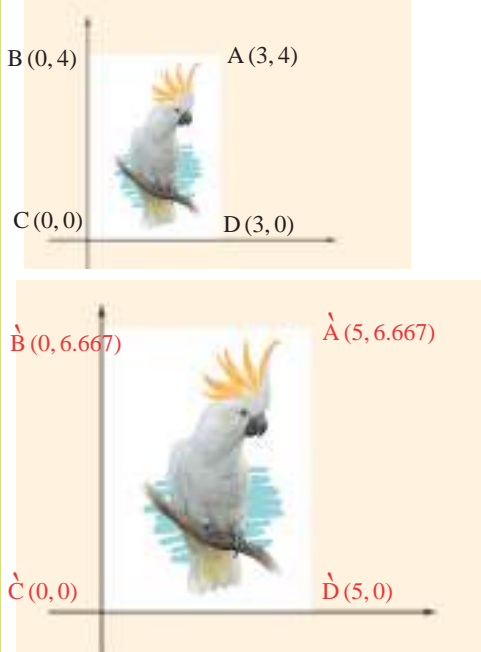 B (0, 4) A (3, 4)
C (0, 0) D (3, 0)
B̀ (0, 6.667) À (5, 6.667)
C̀ (0, 0) D̀ (5, 0)